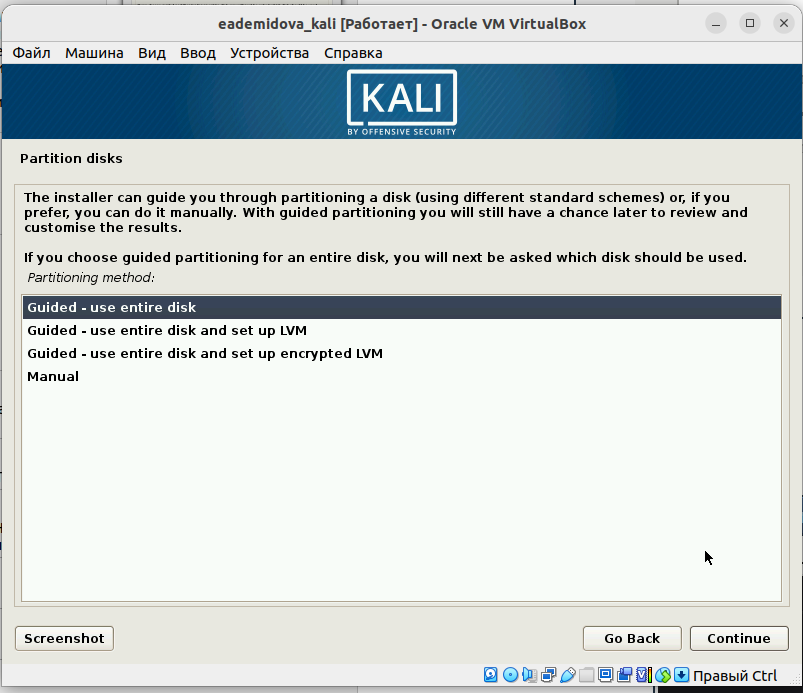 eademidova_kali [Работает] - Oracle VM VirtualBox
Файл Машина Вид Ввод Устройства Справка
KALI
BY OFFENSIVE SECURITY
Partition disks
The installer can guide you through partitioning a disk (using different standard schemes) or, if you
prefer, you can do it manually. With guided partitioning you will still have a chance later to review and
customise the results.
If you choose guided partitioning for an entire disk, you will next be asked which disk should be used.
Partitioning method:
Guided - use entire disk
Guided - use entire disk and set up LVM
Guided - use entire disk and set up encrypted LVM
Manual
Screenshot Go Back Continue
Правый Ctrl